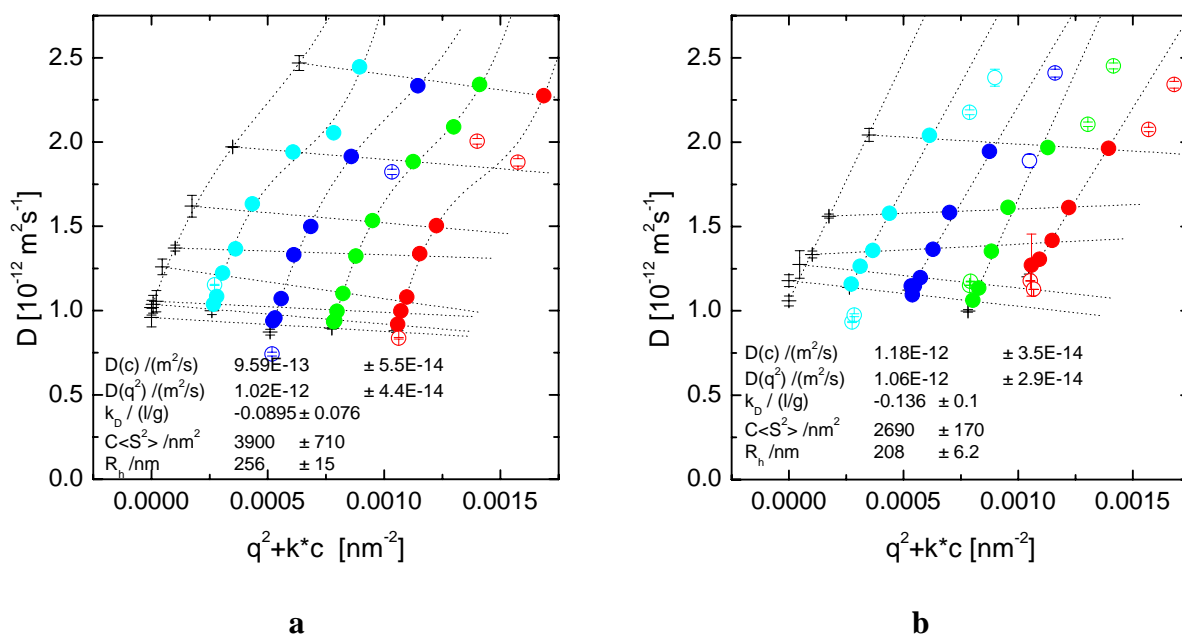 2.5
2.0
1.5
1.0
0.5
0.0
D [10⁻¹² m²s⁻¹]
D(c) /(m²/s) 9.59E-13 ± 5.5E-14
D(q²) /(m²/s) 1.02E-12 ± 4.4E-14
k_D / (l/g) -0.0895 ± 0.076
C<S²> /nm² 3900 ± 710
R_h /nm 256 ± 15
0.0000 0.0005 0.0010 0.0015
q²+k*c [nm⁻²]
a
2.5
2.0
1.5
1.0
0.5
0.0
D [10⁻¹² m²s⁻¹]
D(c) /(m²/s) 1.18E-12 ± 3.5E-14
D(q²) /(m²/s) 1.06E-12 ± 2.9E-14
k_D / (l/g) -0.136 ± 0.1
C<S²> /nm² 2690 ± 170
R_h /nm 208 ± 6.2
0.0000 0.0005 0.0010 0.0015
q²+k*c [nm⁻²]
b